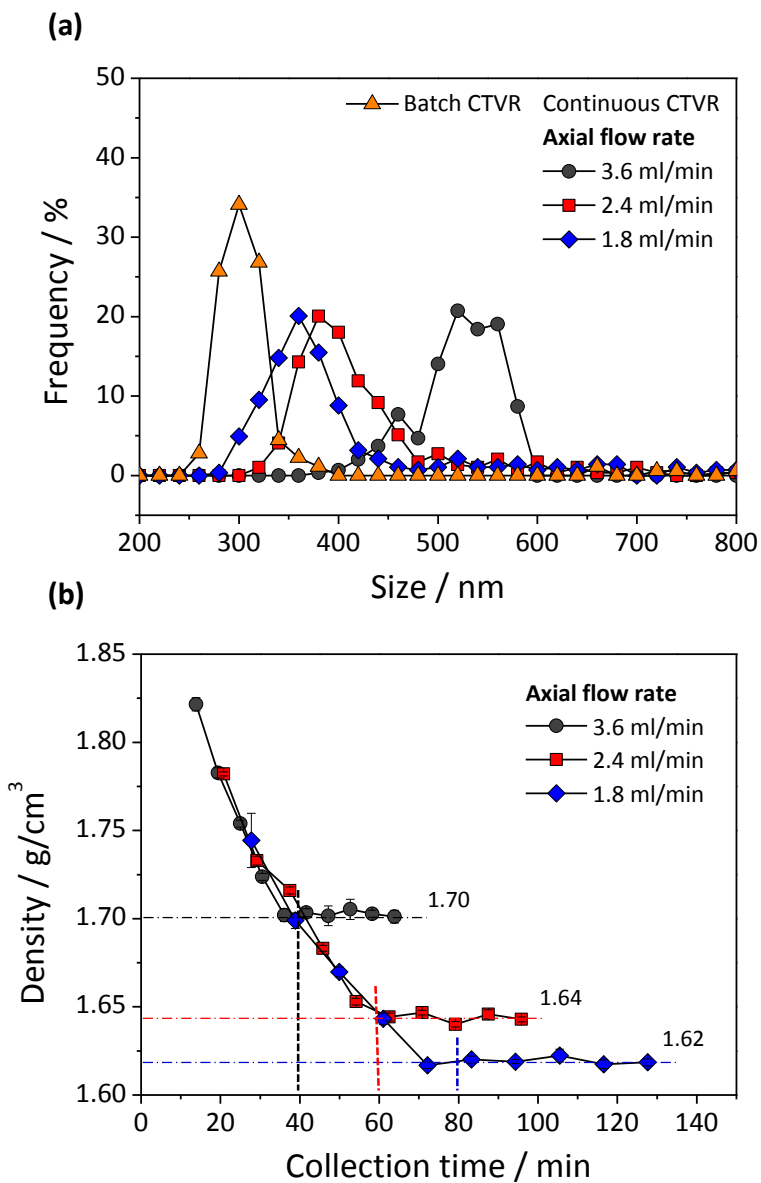 (a)
50
40
30
20
10
0
Frequency / %
Batch CTVR Continuous CTVR
Axial flow rate
3.6 ml/min
2.4 ml/min
1.8 ml/min
200 300 400 500 600 700 800
Size / nm
(b)
1.85
1.80
1.75
1.70
1.65
1.60
Density / g/cm³
Axial flow rate
3.6 ml/min
2.4 ml/min
1.8 ml/min
1.70
1.64
1.62
0 20 40 60 80 100 120 140
Collection time / min